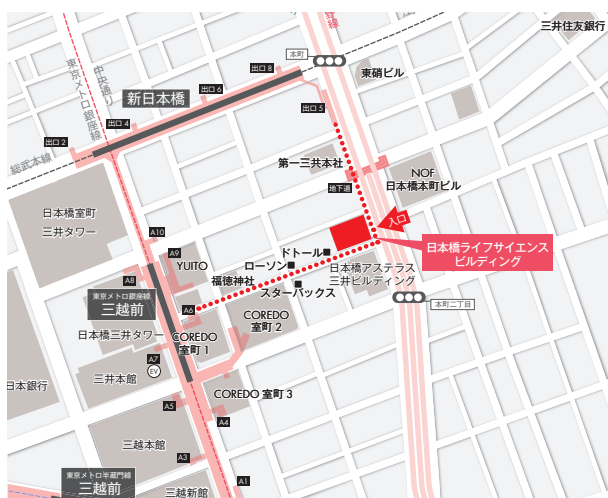 三井住友銀行
本町
出口 8
東硝ビル
出口 6
新日本橋
出口 5
出口 4
出口 2
中央通り
東京メトロ銀座線
総武本線
第一三共本社
地下道
NOF
日本橋本町ビル
日本橋室町
三井タワー
A10
入口
日本橋ライフサイエンス
ビルディング
A9
YUITO
ドトール
ローソン
福徳神社
日本橋アステラス
三井ビルディング
A8
スターバックス
東京メトロ銀座線
三越前
本町二丁目
A6
日本橋三井タワー
COREDO
室町 1
COREDO
室町 2
A7
EV
三井本館
日本銀行
COREDO 室町 3
A5
A4
三越本館
A3
東京メトロ半蔵門線
三越前
A1
三越新館